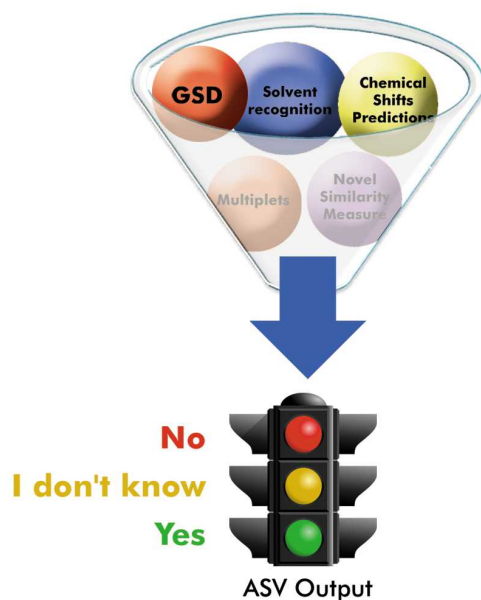 GSD
Solvent
recognition
Chemical
Shifts
Predictions
Multiplets
Novel
Similarity
Measure
No
I don't know
Yes
ASV Output